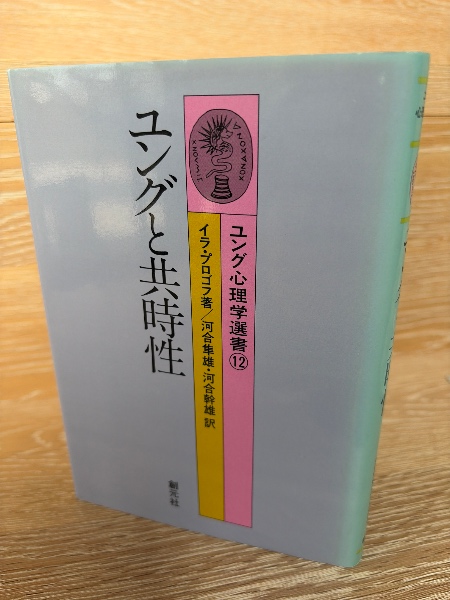 ユングと共時性
ユング心理学選書⑫
イラ・プロゴフ著/河合隼雄・河合幹雄 訳
創元社